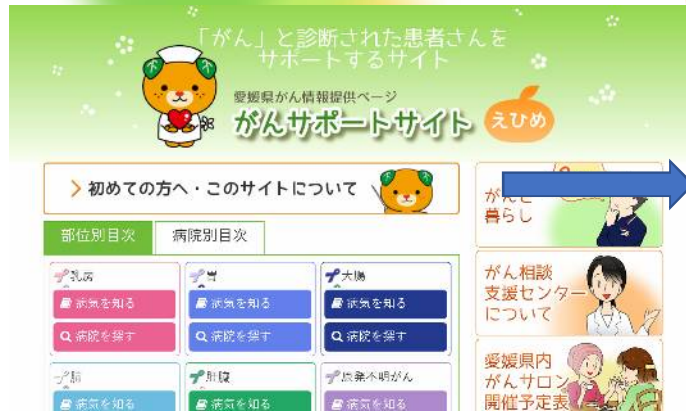 「がん」と診断された患者さんを
サポートするサイト
愛媛県がん情報提供ページ
がんサポートサイト えひめ
初めての方へ・このサイトについて
部位別目次 病院別目次
乳房 胃 大腸
病気を知る 病気を知る 病気を知る
病院を探す 病院を探す 病院を探す
肺 肝胆膵 原発不明がん
病気を知る 病気を知る 病気を知る
がんと
暮らし
がん相談
支援センター
について
愛媛県内
がんサロン
開催予定表